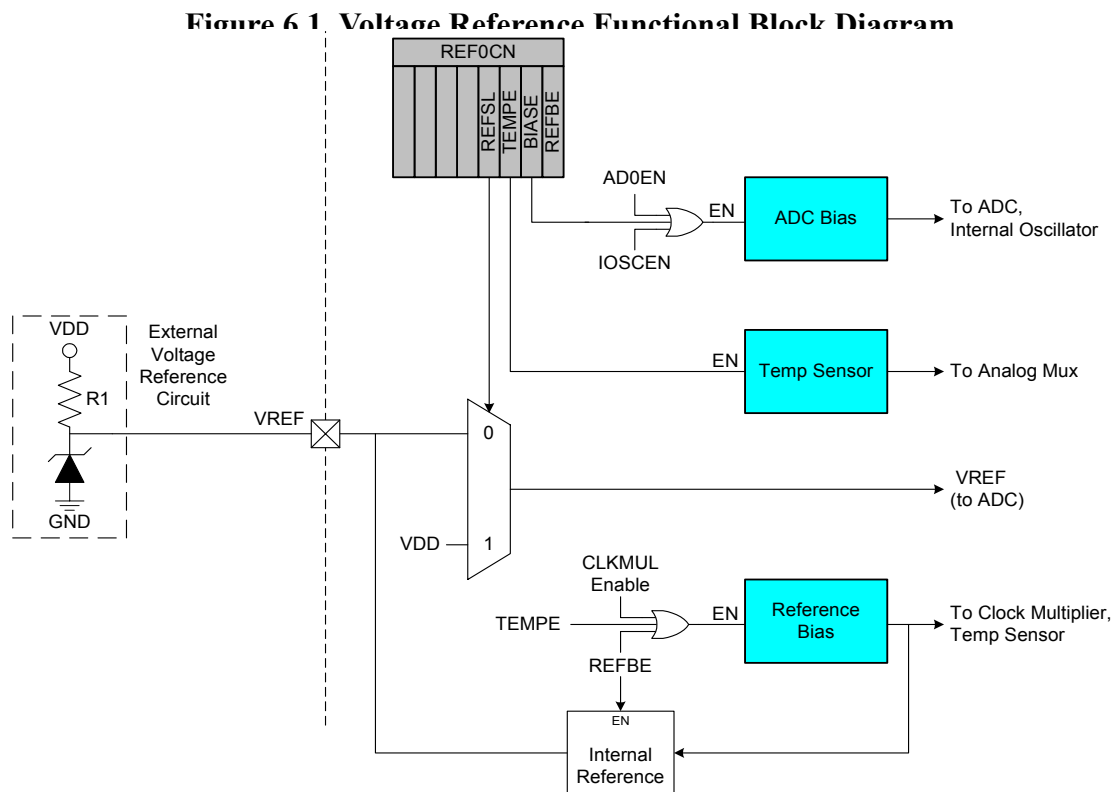 Figure 6.1. Voltage Reference Functional Block Diagram
REF0CN
REFSL
TEMPE
BIASE
REFBE
AD0EN
EN
ADC Bias
To ADC,
Internal Oscillator
IOSCEN
VDD
R1
GND
External
Voltage
Reference
Circuit
EN
Temp Sensor
To Analog Mux
VREF
0
VREF
(to ADC)
VDD
1
CLKMUL
Enable
TEMPE
EN
Reference
Bias
To Clock Multiplier,
Temp Sensor
REFBE
EN
Internal
Reference